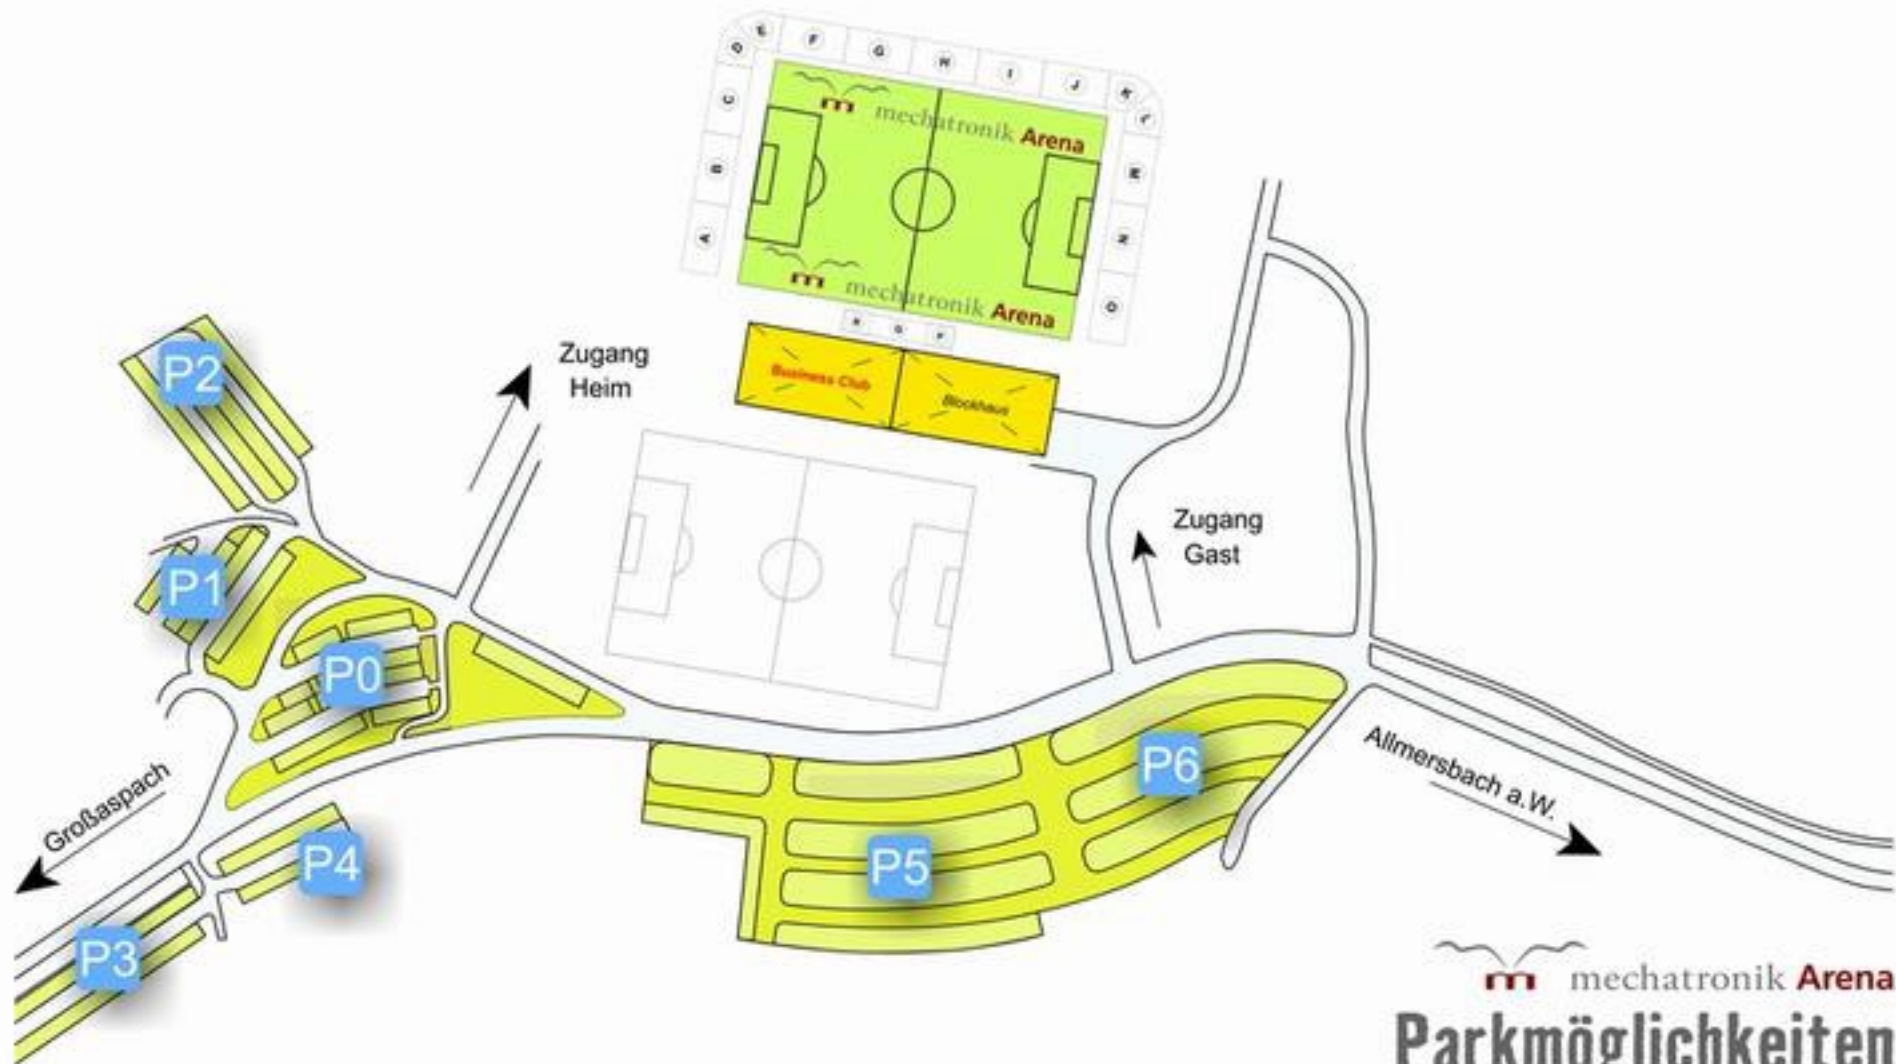 E F G H I J K L
D
C
B
A
M
N
O
mechatronik Arena
mechatronik Arena
R Q P
Business Club
Blockhaus
Zugang
Heim
Zugang
Gast
P2
P1
P0
P6
P5
P4
P3
Großaspach
Allmersbach a.W.
mechatronik Arena
Parkmöglichkeiten